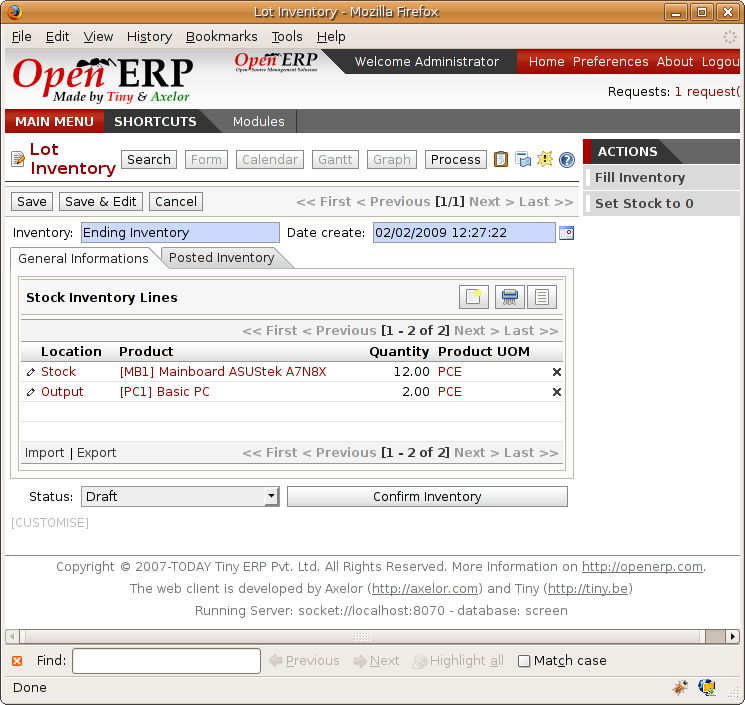 Lot Inventory - Mozilla Firefox
File Edit View History Bookmarks Tools Help
Open ERP
Made by Tiny & Axelor
Open ERP
Open Source Management Solution
Welcome Administrator
Home Preferences About Logou
Requests: 1 request(
MAIN MENU SHORTCUTS Modules
Lot Inventory
Search Form Calendar Gantt Graph Process
ACTIONS
Fill Inventory
Set Stock to 0
Save Save & Edit Cancel << First < Previous [1/1] Next > Last >>
Inventory: Ending Inventory Date create: 02/02/2009 12:27:22
General Informations Posted Inventory
Stock Inventory Lines
<< First < Previous [1 - 2 of 2] Next > Last >>
Location Product Quantity Product UOM
Stock [MB1] Mainboard ASUStek A7N8X 12.00 PCE
Output [PC1] Basic PC 2.00 PCE
Import | Export << First < Previous [1 - 2 of 2] Next > Last >>
Status: Draft Confirm Inventory
[CUSTOMISE]
Copyright © 2007-TODAY Tiny ERP Pvt. Ltd. All Rights Reserved. More Information on http://openerp.com.
The web client is developed by Axelor (http://axelor.com) and Tiny (http://tiny.be)
Running Server: socket://localhost:8070 - database: screen
Find: Previous Next Highlight all Match case
Done